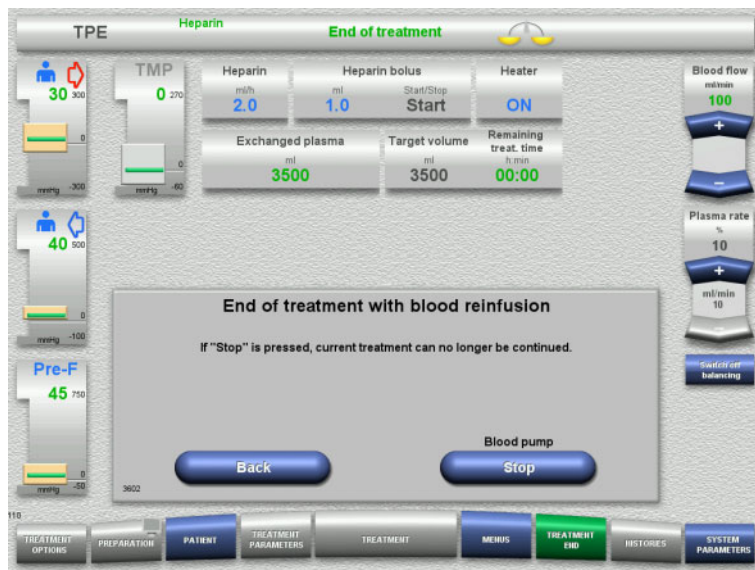 TPE
Heparin
End of treatment
30 300
0
-300
mmHg
TMP
0 270
0
-60
mmHg
Heparin
ml/h
2.0
Heparin bolus
ml Start/Stop
1.0 Start
Heater
ON
Exchanged plasma
ml
3500
Target volume
ml
3500
Remaining
treat. time
h:min
00:00
Blood flow
ml/min
100
+
−
40 500
0
-100
mmHg
Plasma rate
%
10
+
ml/min
10
−
Switch off
balancing
Pre-F
45 750
0
-50
mmHg
End of treatment with blood reinfusion
If "Stop" is pressed, current treatment can no longer be continued.
Blood pump
Back Stop
3602
110
TREATMENT
OPTIONS
PREPARATION
PATIENT
TREATMENT
PARAMETERS
TREATMENT
MENUS
TREATMENT
END
HISTORIES
SYSTEM
PARAMETERS